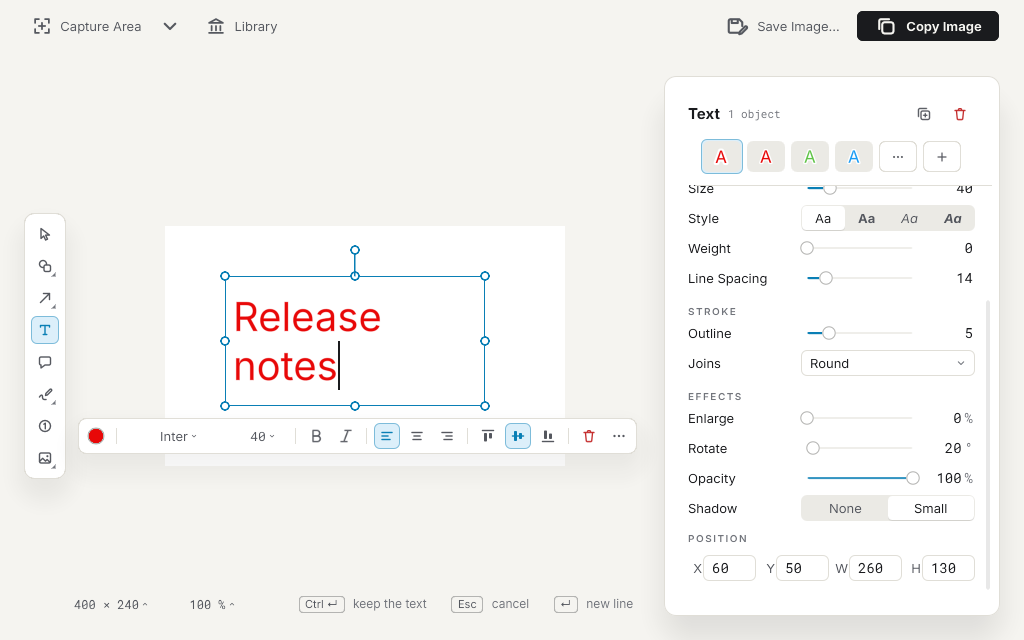 Capture Area
Library
Save Image...
Copy Image
Text 1 object
A A A A ··· +
Size 40
Style Aa Aa Aa Aa
Weight 0
Line Spacing 14
STROKE
Outline 5
Joins Round
EFFECTS
Enlarge 0 %
Rotate 20 °
Opacity 100 %
Shadow None Small
POSITION
X 60 Y 50 W 260 H 130
Release
notes
Inter 40 B I
400 × 240 100 %
Ctrl ↵ keep the text Esc cancel ↵ new line